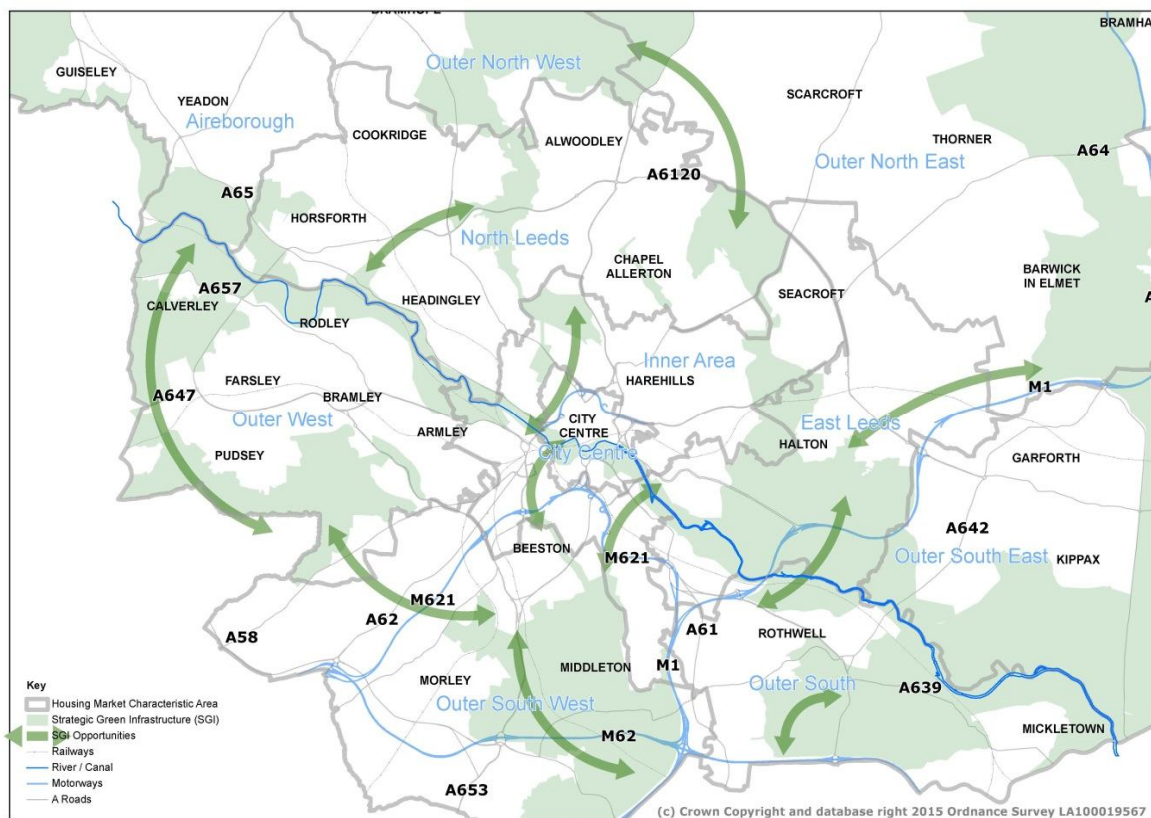 BRAMHA
Outer North West
GUISELEY
SCARCROFT
YEADON
Aireborough
COOKRIDGE
ALWOODLEY
THORNER
A64
Outer North East
A6120
A65
HORSFORTH
North Leeds
CHAPEL
ALLERTON
BARWICK
IN ELMET
A657
SEACROFT
CALVERLEY
HEADINGLEY
RODLEY
Inner Area
FARSLEY
HAREHILLS
M1
A647
BRAMLEY
Outer West
CITY
CENTRE
East Leeds
ARMLEY
HALTON
City Centre
PUDSEY
GARFORTH
A642
BEESTON
M621
Outer South East
KIPPAX
M621
A62
A61
A58
ROTHWELL
MIDDLETON
M1
MORLEY
Outer South
A639
Outer South West
Key
Housing Market Characteristic Area
Strategic Green Infrastructure (SGI)
SGI Opportunities
Railways
River / Canal
Motorways
A Roads
M62
MICKLETOWN
A653
(c) Crown Copyright and database right 2015 Ordnance Survey LA100019567